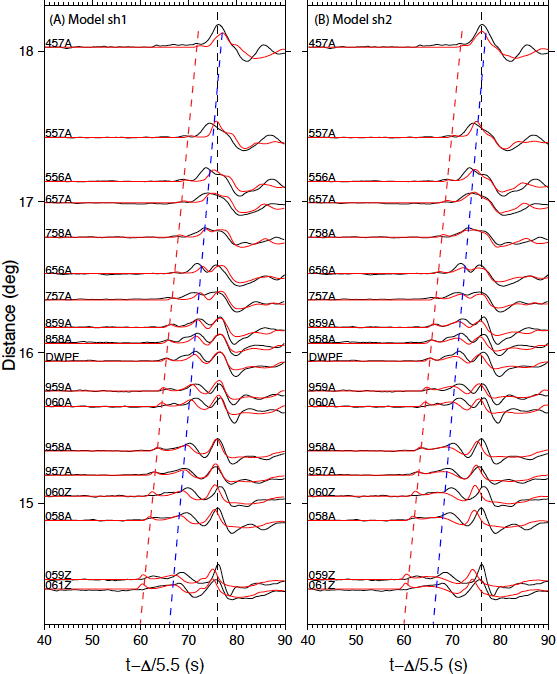 (A) Model sh1
(B) Model sh2
Distance (deg)
18
17
16
15
457A
557A
556A
657A
758A
656A
757A
859A
858A
DWPF
959A
060A
958A
957A
060Z
058A
059Z
061Z
457A
557A
556A
657A
758A
656A
757A
859A
858A
DWPF
959A
060A
958A
957A
060Z
058A
059Z
061Z
40 50 60 70 80 90
40 50 60 70 80 90
t−Δ/5.5 (s)
t−Δ/5.5 (s)